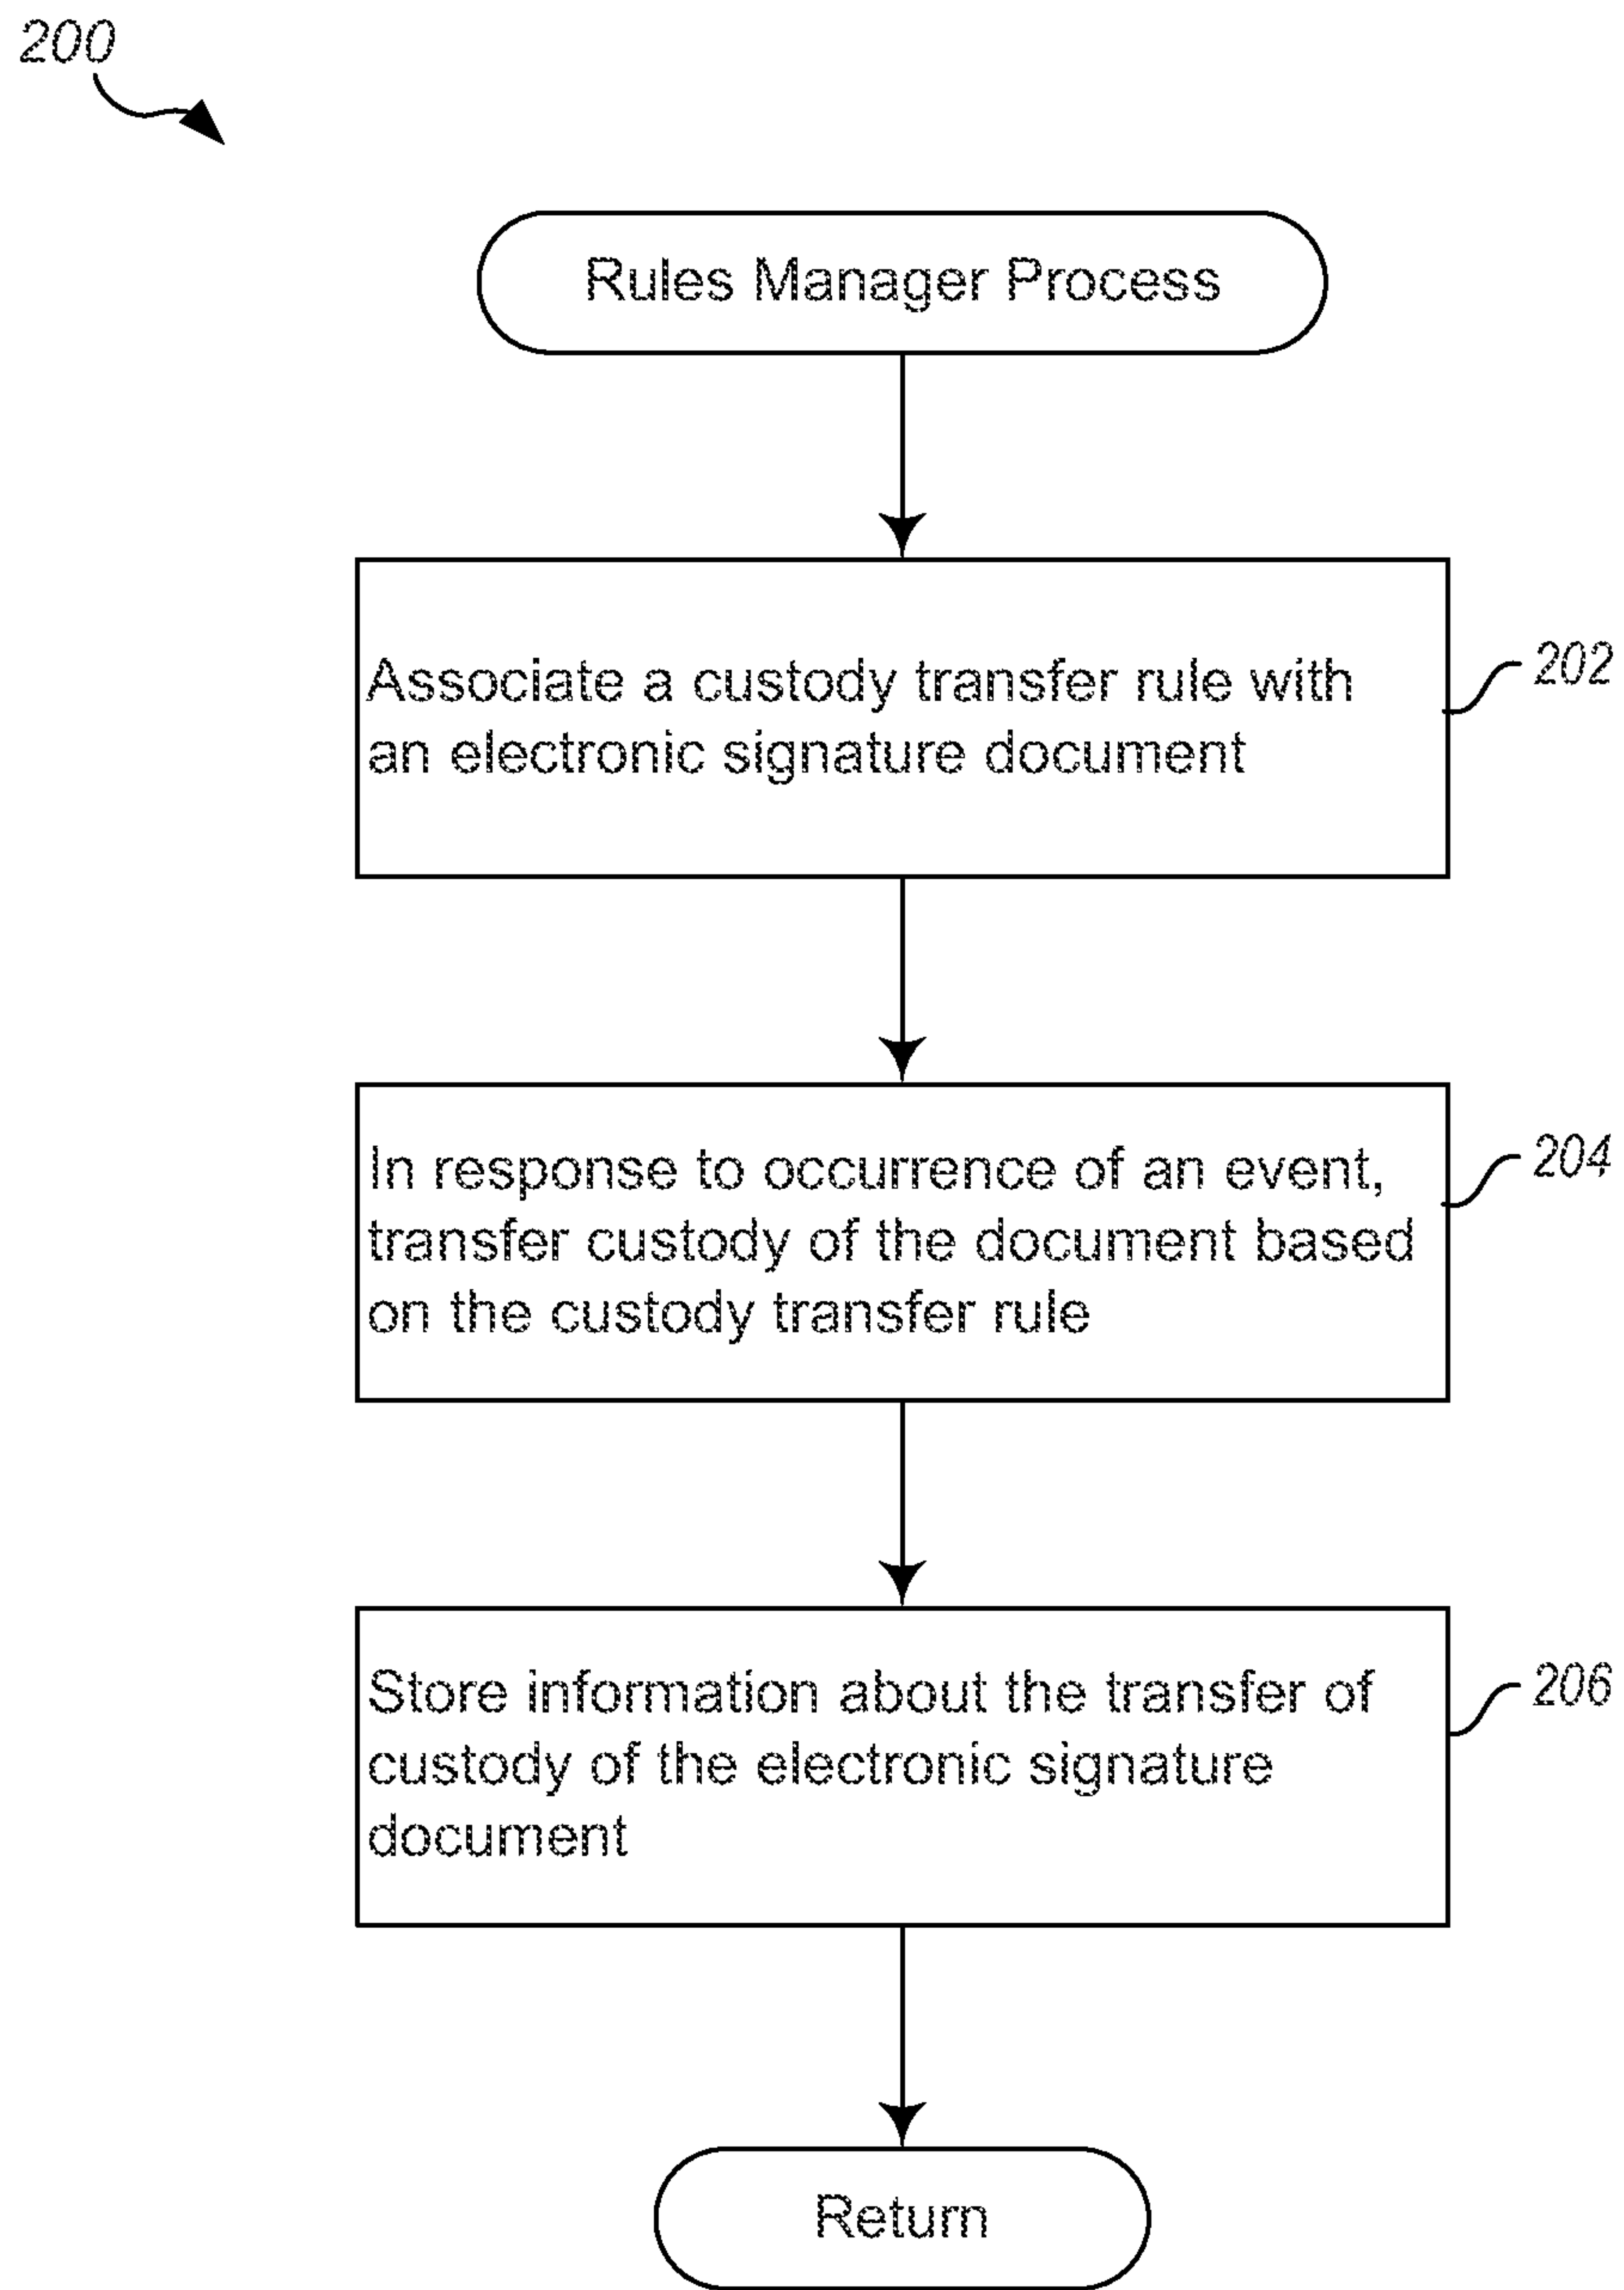 200
Rules Manager Process
Associate a custody transfer rule with
an electronic signature document
202
In response to occurrence of an event,
transfer custody of the document based
on the custody transfer rule
204
Store information about the transfer of
custody of the electronic signature
document
206
Return